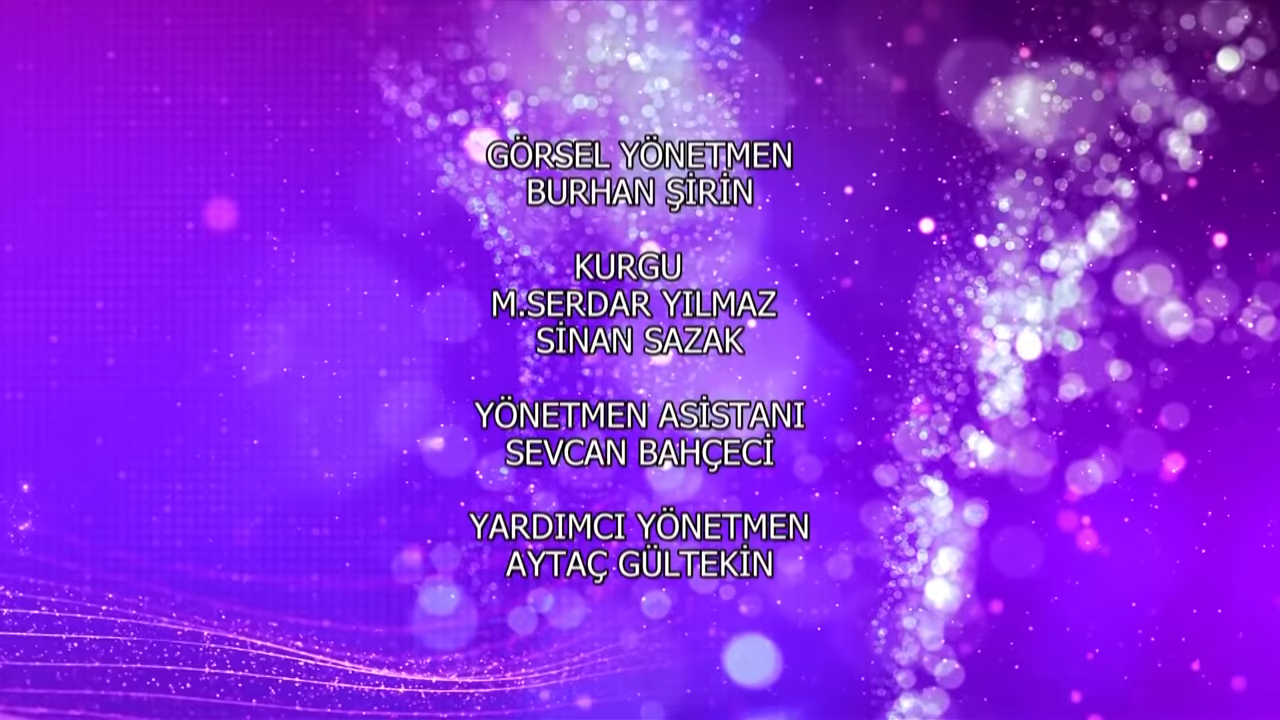 GÖRSEL YÖNETMEN
BURHAN ŞİRİN
KURGU
M.SERDAR YILMAZ
SİNAN SAZAK
YÖNETMEN ASİSTANI
SEVCAN BAHÇECİ
YARDIMCI YÖNETMEN
AYTAÇ GÜLTEKİN